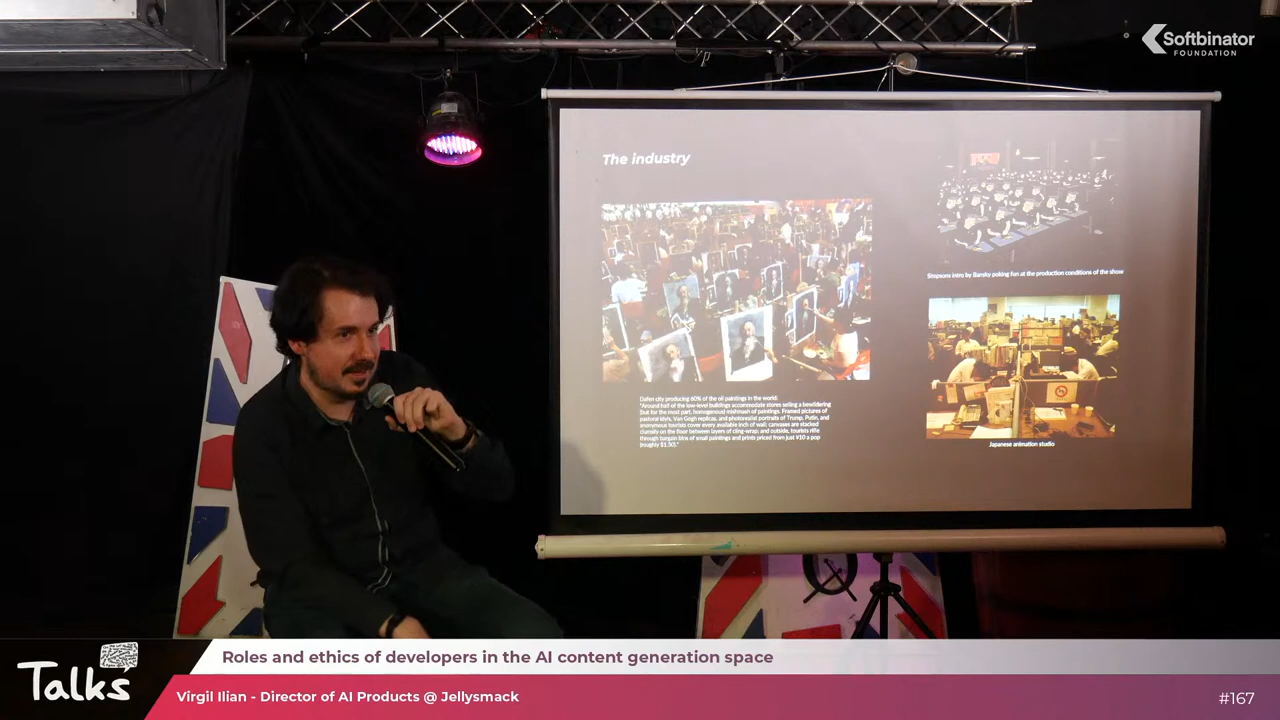 Softbinator
FOUNDATION
The industry
Simpsons intro by Bansky poking fun at the production conditions of the show
Dafen city producing 60% of the oil paintings in the world:
"Around half of the low-level buildings accommodate stores selling a bewildering
(but for the most part, homogenous) mishmash of paintings. Framed pictures of
pastoral idyls, Van Gogh replicas, and photorealist portraits of Trump, Putin, and
anonymous tourists cover every available inch of wall; canvases are stacked
clumsily on the floor between layers of cling-wrap; and outside, tourists rifle
through bargain bins of small paintings and prints priced from just ¥10 a pop
(roughly $1.50)."
Japanese animation studio
Talks
Roles and ethics of developers in the AI content generation space
Virgil Ilian - Director of AI Products @ Jellysmack
#167